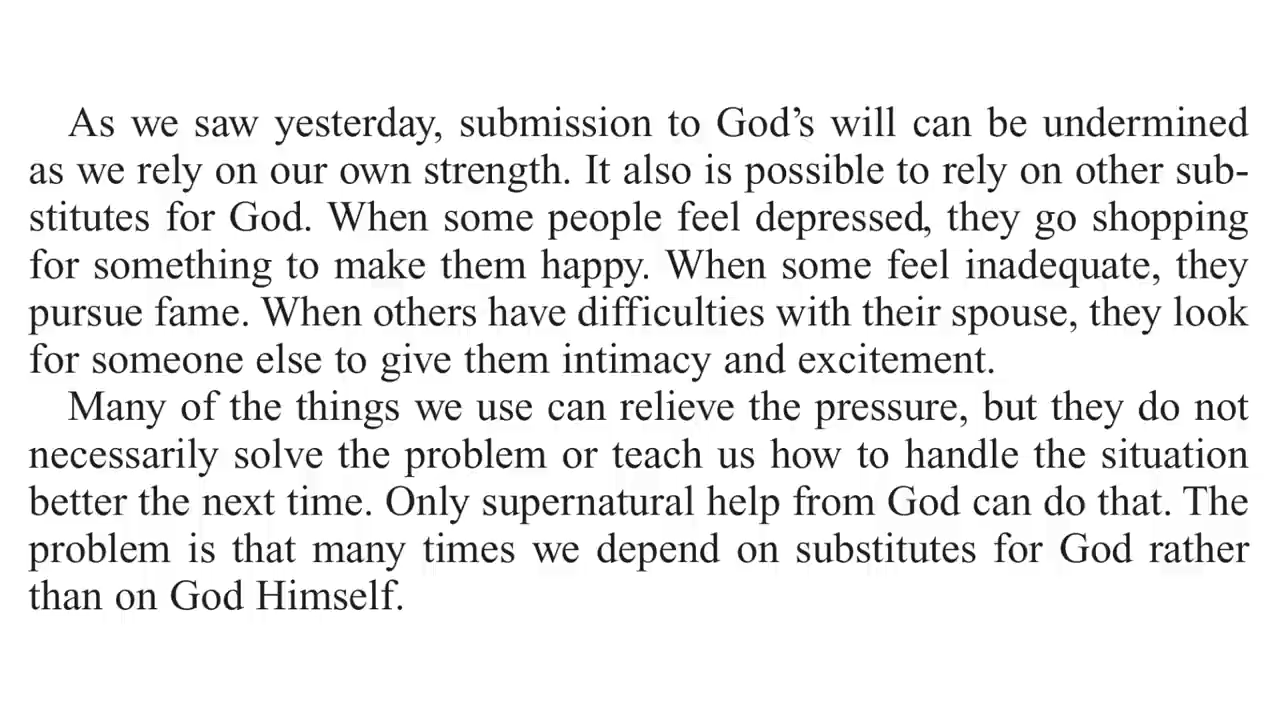 As we saw yesterday, submission to God’s will can be undermined
as we rely on our own strength. It also is possible to rely on other sub-
stitutes for God. When some people feel depressed, they go shopping
for something to make them happy. When some feel inadequate, they
pursue fame. When others have difficulties with their spouse, they look
for someone else to give them intimacy and excitement.
Many of the things we use can relieve the pressure, but they do not
necessarily solve the problem or teach us how to handle the situation
better the next time. Only supernatural help from God can do that. The
problem is that many times we depend on substitutes for God rather
than on God Himself.